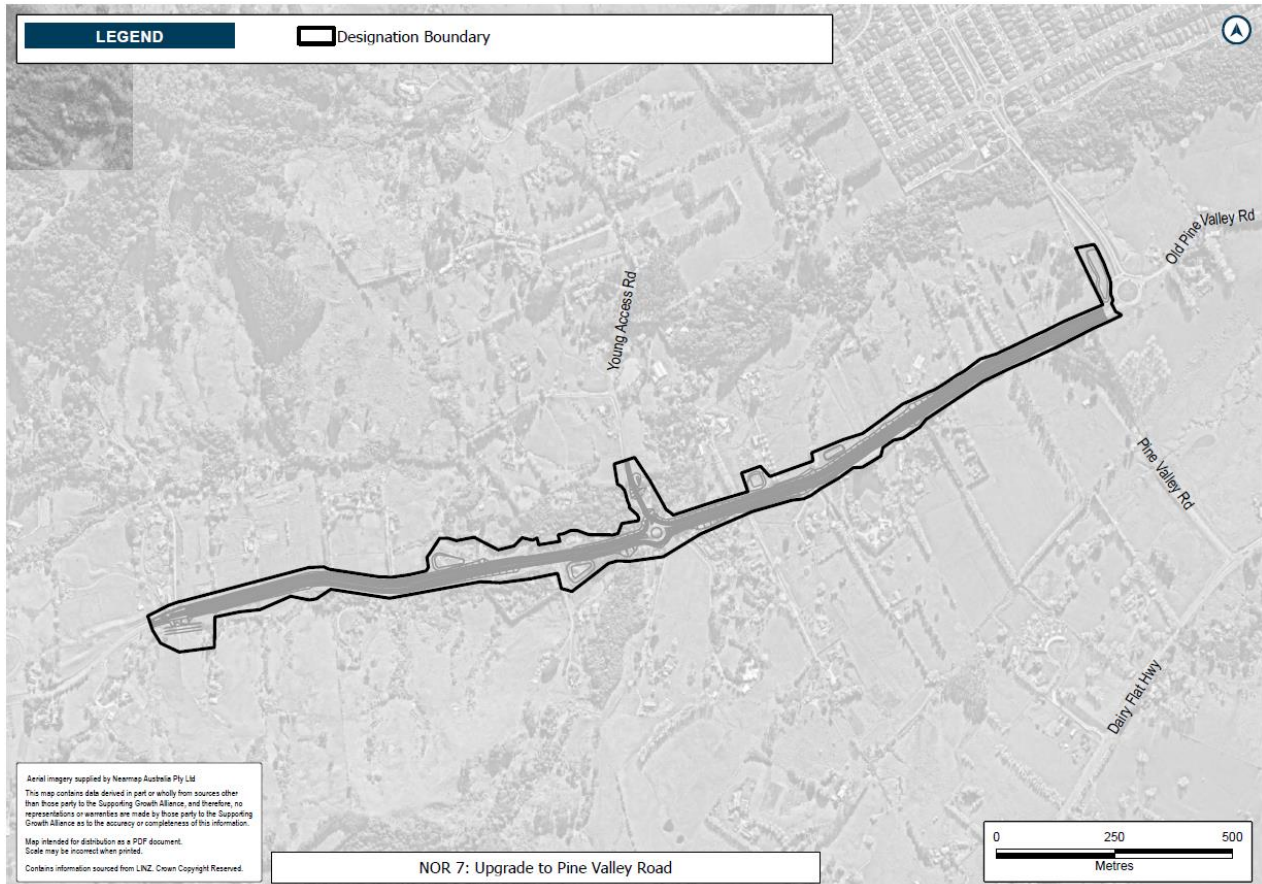 LEGEND
Designation Boundary
Old Pine Valley Rd
Young Access Rd
Pine Valley Rd
Dairy Flat Hwy
Aerial imagery supplied by Nearmap Australia Pty Ltd
This map contains data derived in part or wholly from sources other
than those party to the Supporting Growth Alliance, and therefore, no
representations or warranties are made by those party to the Supporting
Growth Alliance as to the accuracy or completeness of this information.
Map intended for distribution as a PDF document.
Scale may be incorrect when printed.
Contains information sourced from LINZ. Crown Copyright Reserved.
NOR 7: Upgrade to Pine Valley Road
0 250 500
Metres